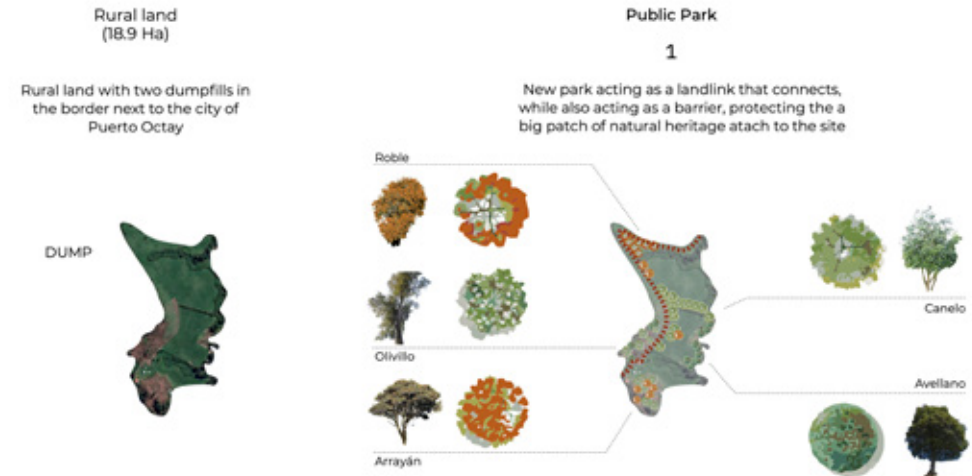 Rural land
(18.9 Ha)
Rural land with two dumpfills in
the border next to the city of
Puerto Octay
DUMP
Public Park
1
New park acting as a landlink that connects,
while also acting as a barrier, protecting the a
big patch of natural heritage atach to the site
Roble
Olivillo
Arrayán
Canelo
Avellano